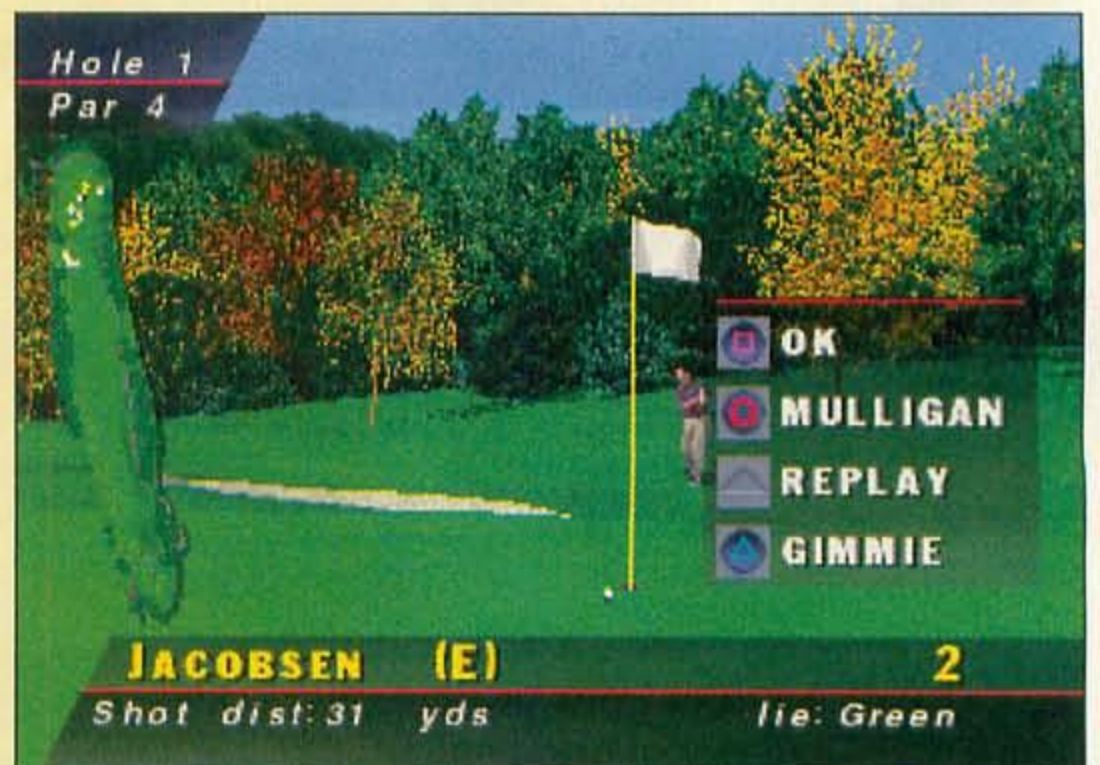 Hole 1
Par 4
OK
MULLIGAN
REPLAY
GIMMIE
JACOBSEN (E) 2
Shot dist: 31 yds lie: Green